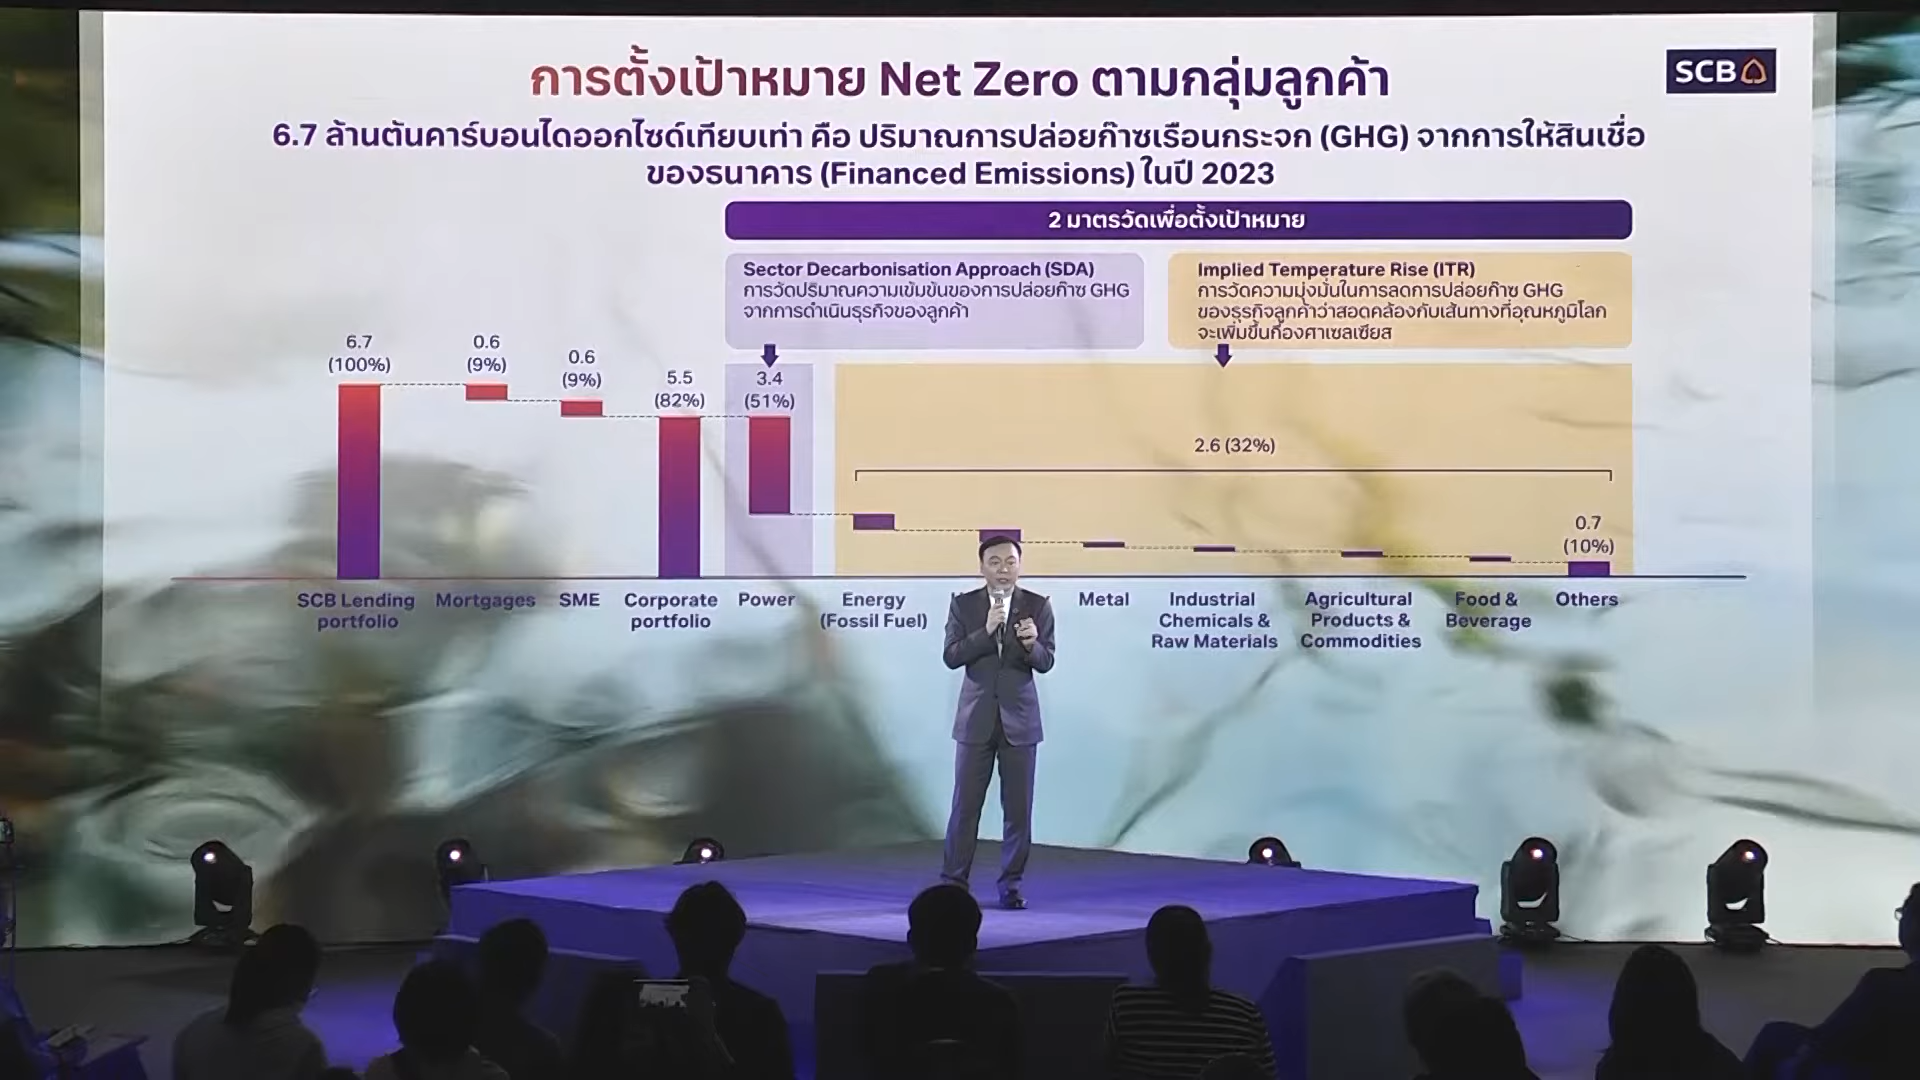 การตั้งเป้าหมาย Net Zero ตามกลุ่มลูกค้า
SCB
6.7 ล้านตันคาร์บอนไดออกไซด์เทียบเท่า คือ ปริมาณการปล่อยก๊าซเรือนกระจก (GHG) จากการให้สินเชื่อ
ของธนาคาร (Financed Emissions) ในปี 2023
2 มาตรวัดเพื่อตั้งเป้าหมาย
Sector Decarbonisation Approach (SDA)
การวัดปริมาณความเข้มข้นของการปล่อยก๊าซ GHG
จากการดำเนินธุรกิจของลูกค้า
Implied Temperature Rise (ITR)
การวัดความมุ่งมั่นในการลดการปล่อยก๊าซ GHG
ของธุรกิจลูกค้าว่าสอดคล้องกับเส้นทางที่อุณหภูมิโลก
จะเพิ่มขึ้นกี่องศาเซลเซียส
6.7
(100%)
0.6
(9%)
0.6
(9%)
5.5
(82%)
3.4
(51%)
2.6 (32%)
0.7
(10%)
SCB Lending
portfolio
Mortgages
SME
Corporate
portfolio
Power
Energy
(Fossil Fuel)
Metal
Industrial
Chemicals &
Raw Materials
Agricultural
Products &
Commodities
Food &
Beverage
Others